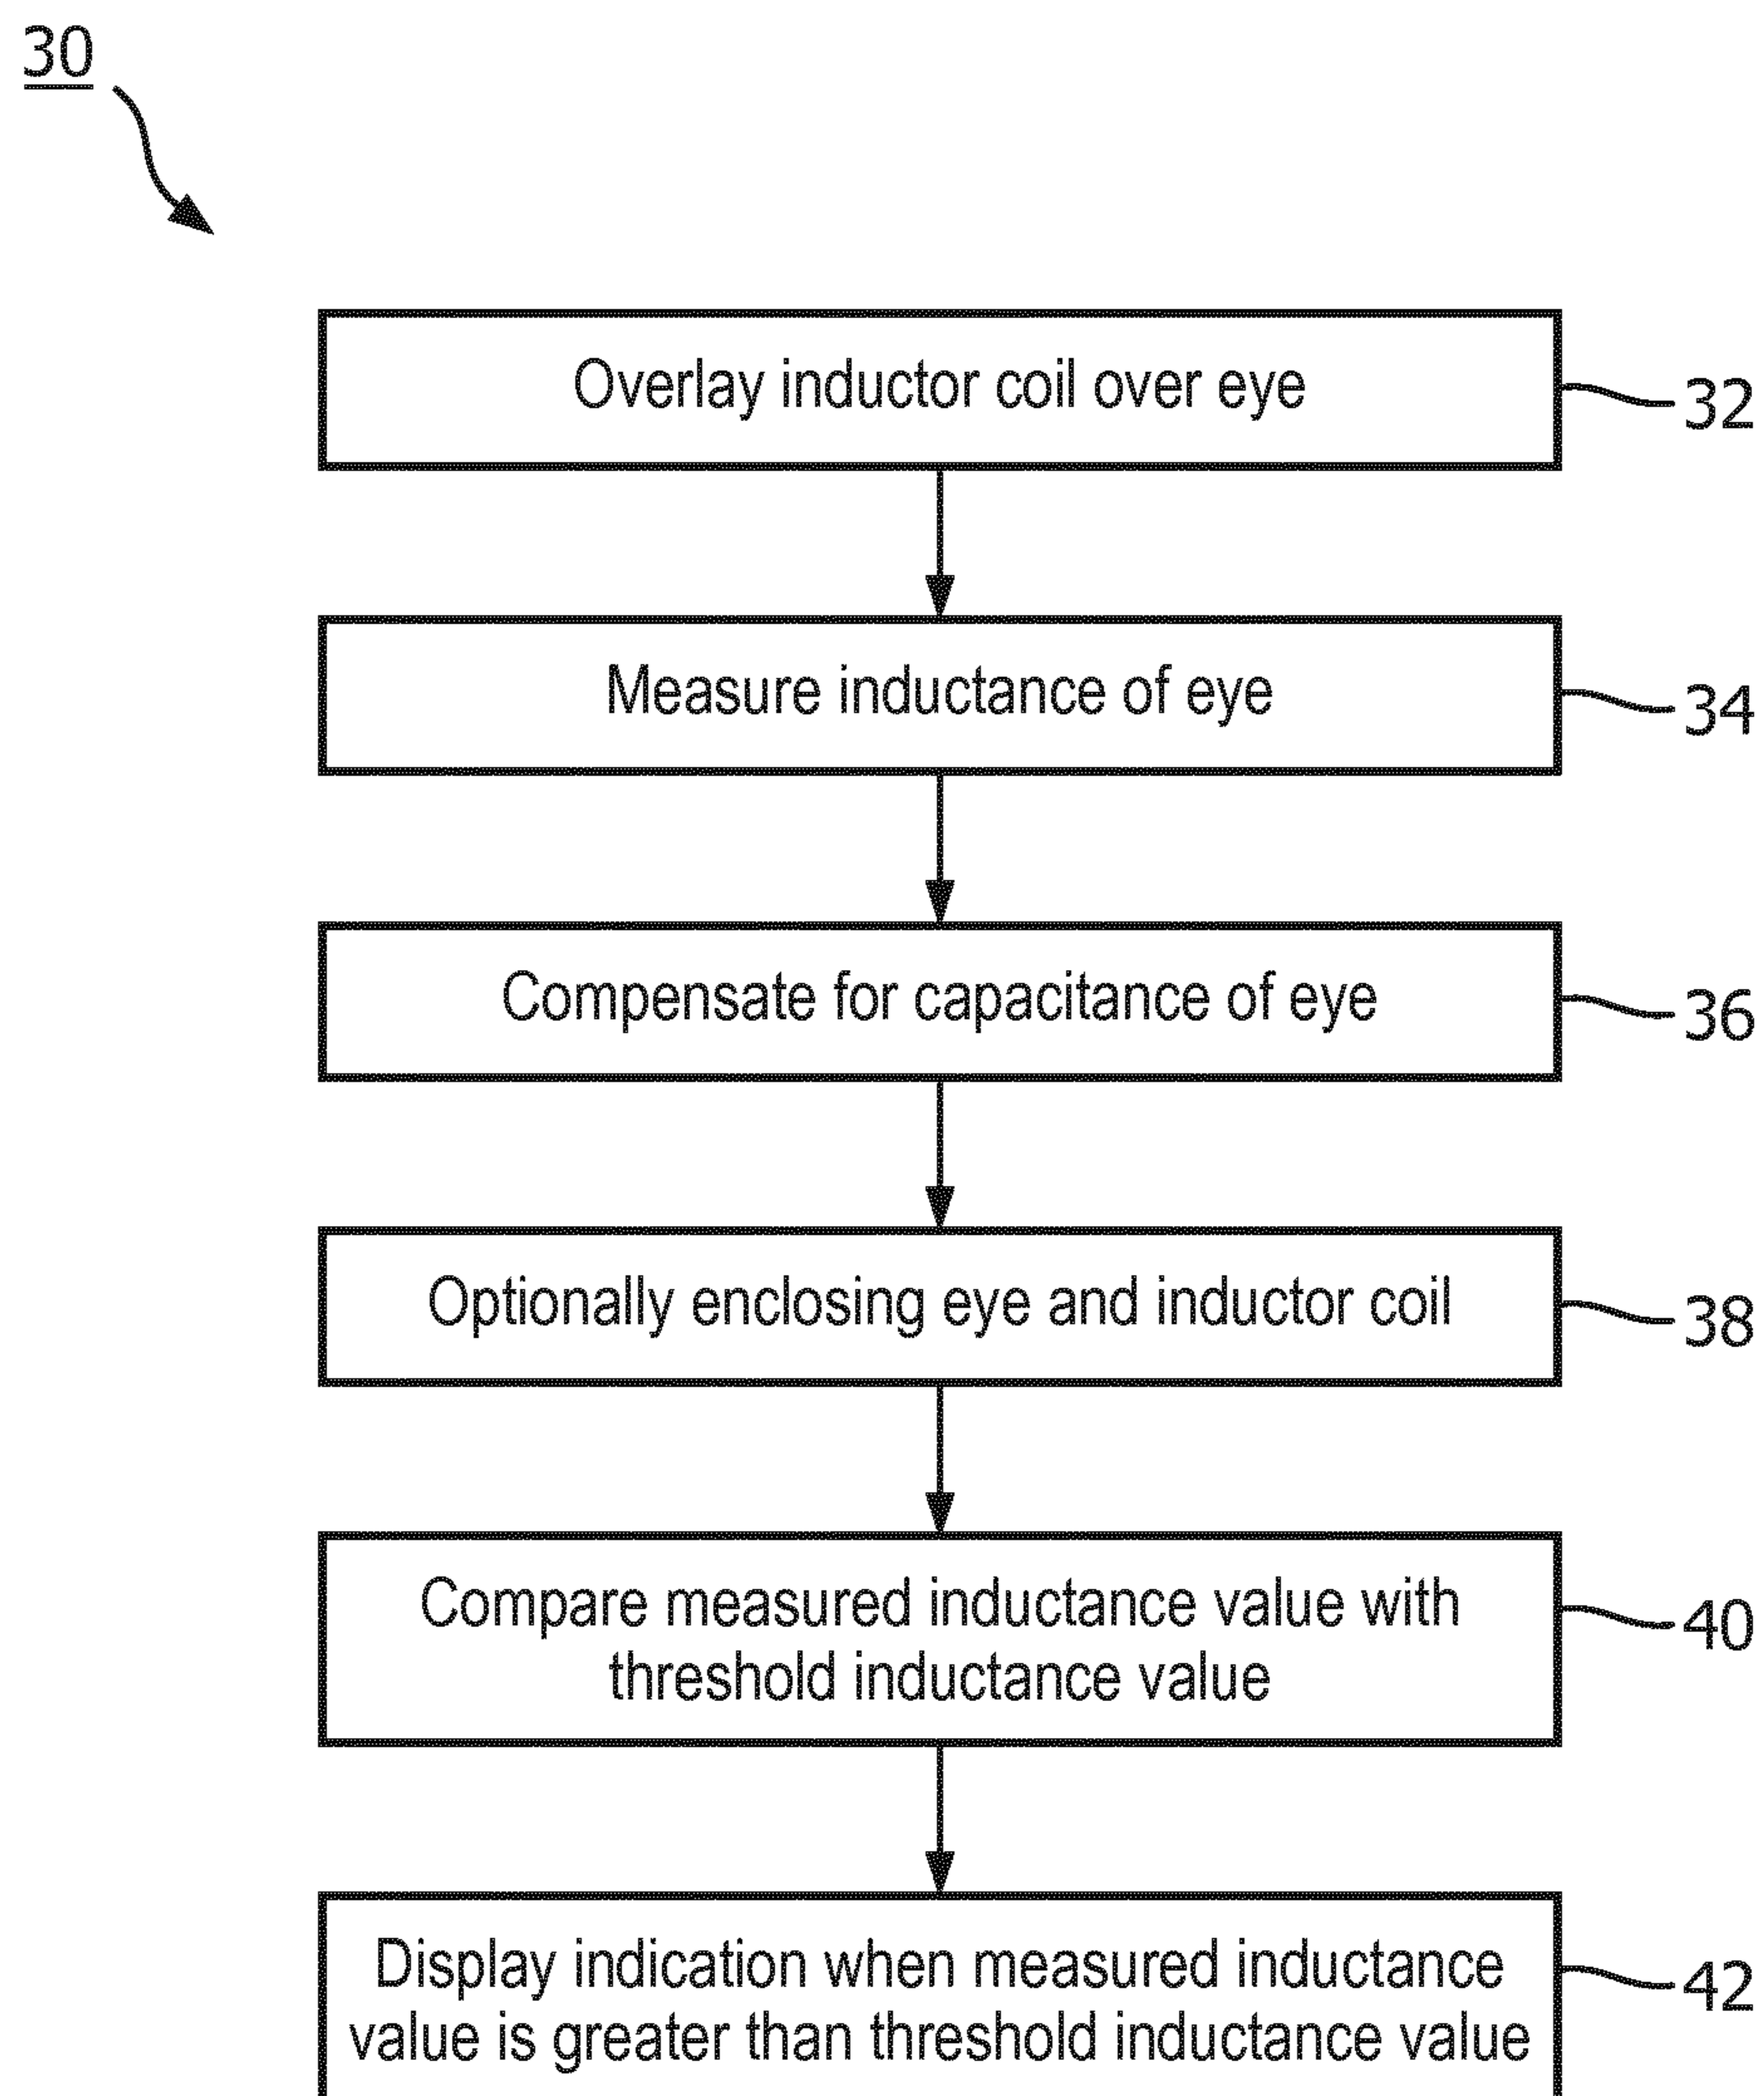 30
Overlay inductor coil over eye
32
Measure inductance of eye
34
Compensate for capacitance of eye
36
Optionally enclosing eye and inductor coil
38
Compare measured inductance value with
threshold inductance value
40
Display indication when measured inductance
value is greater than threshold inductance value
42